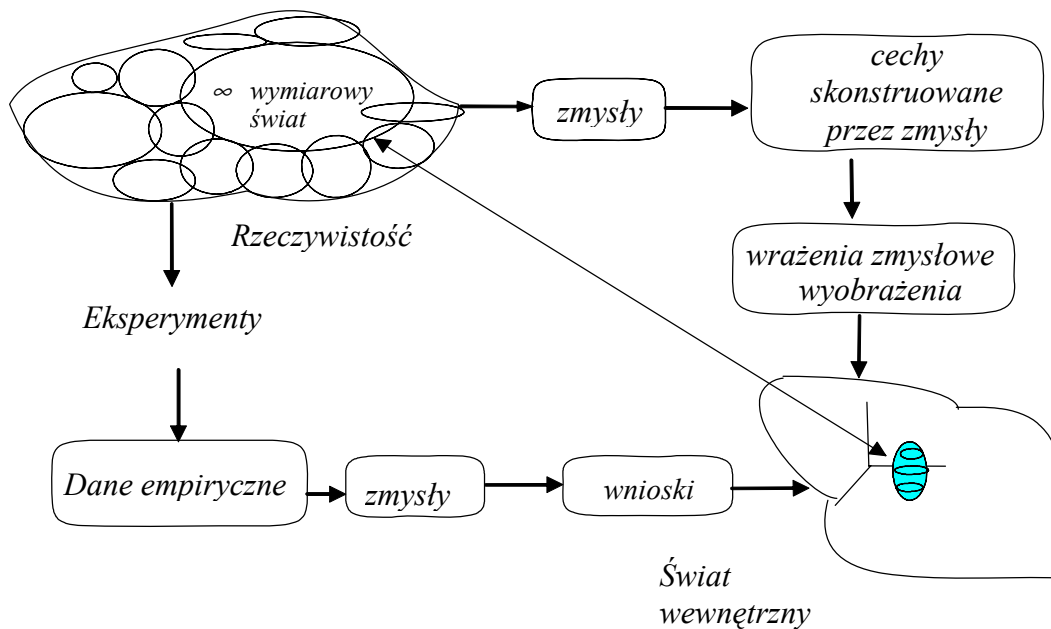 ∞ wymiarowy
świat
zmysły
cechy
skonstruowane
przez zmysły
Rzeczywistość
wrażenia zmysłowe
wyobrażenia
Eksperymenty
Dane empiryczne
zmysły
wnioski
Świat
wewnętrzny